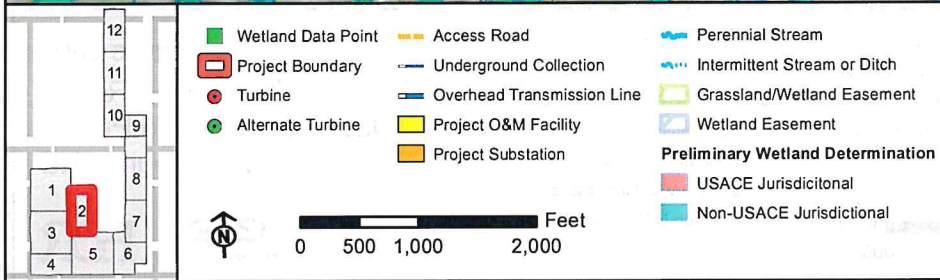 12
11
10
9
8
1
2
7
3
5
6
4
Wetland Data Point
Project Boundary
Turbine
Alternate Turbine
Access Road
Underground Collection
Overhead Transmission Line
Project O&M Facility
Project Substation
Perennial Stream
Intermittent Stream or Ditch
Grassland/Wetland Easement
Wetland Easement
Preliminary Wetland Determination
USACE Jurisdicitonal
Non-USACE Jurisdictional
N
Feet
0 500 1,000 2,000